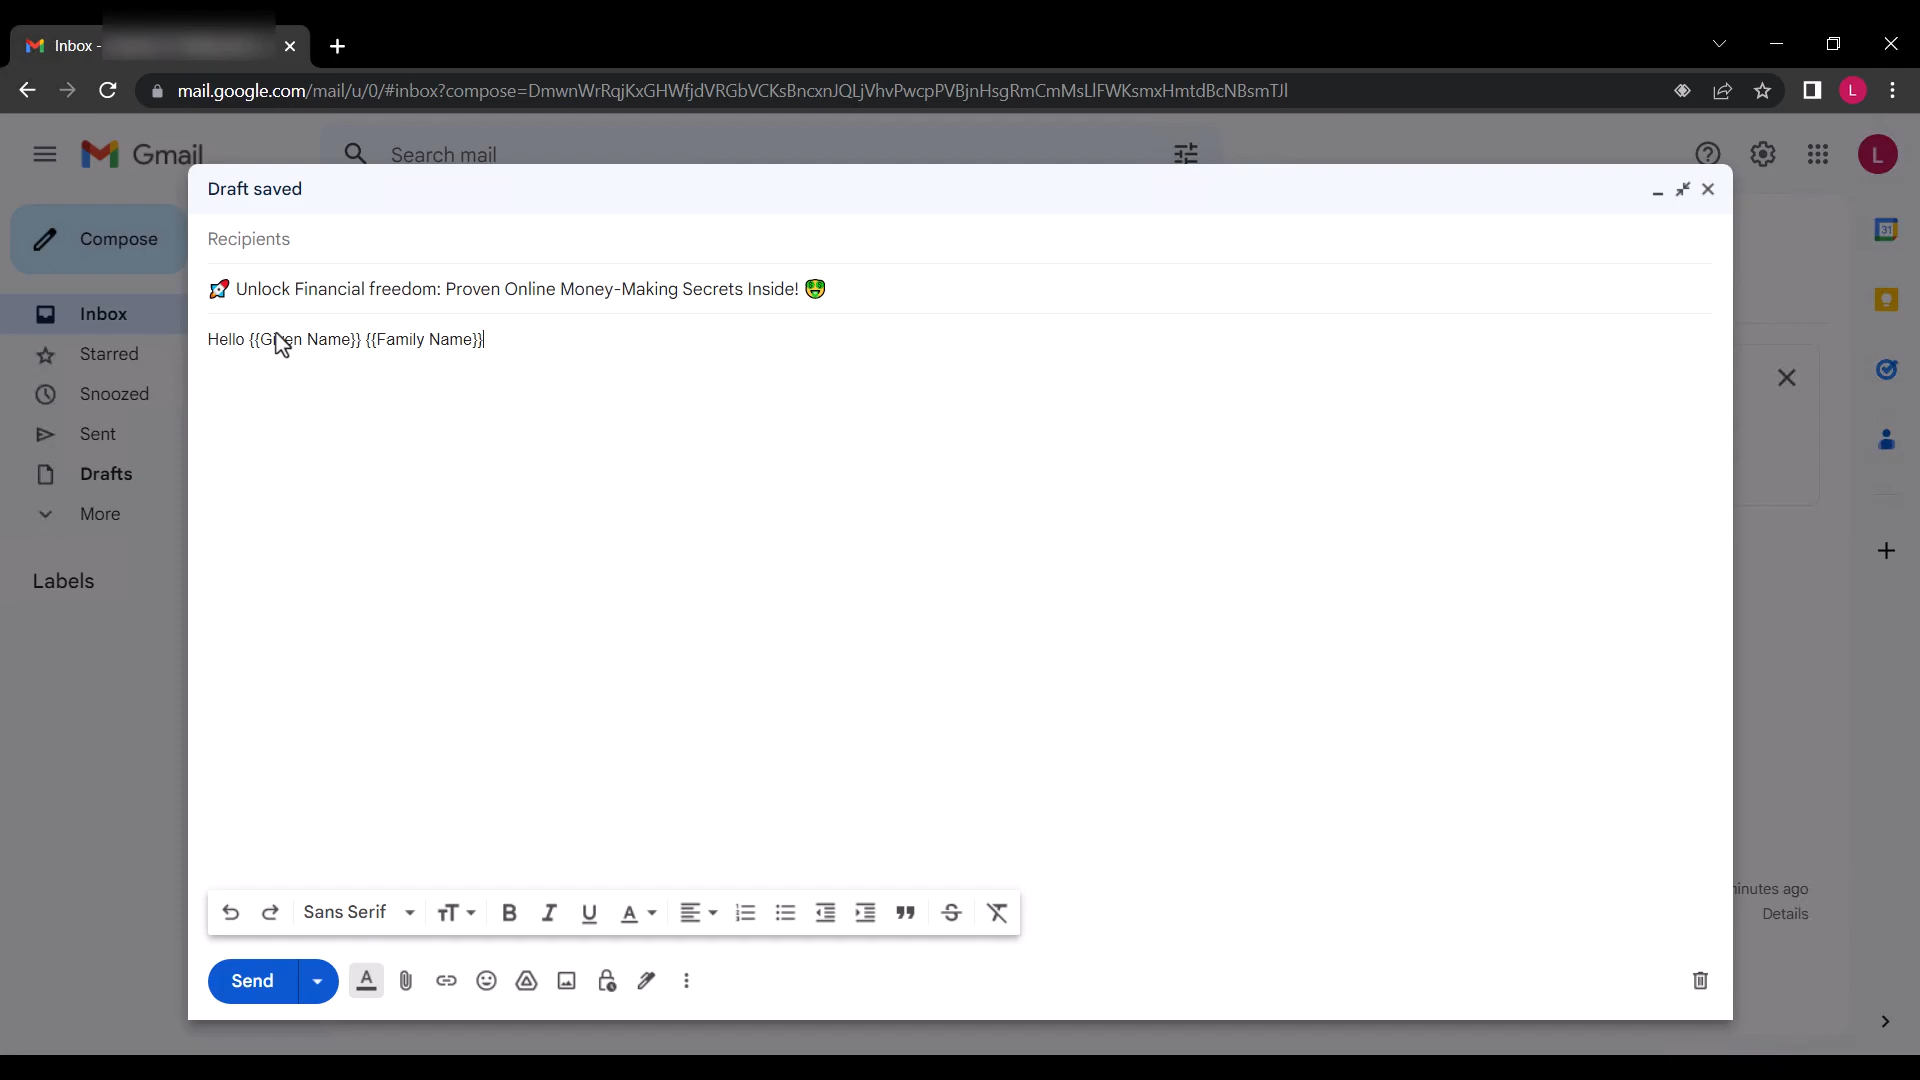 Inbox -
mail.google.com/mail/u/0/#inbox?compose=DmwnWrRqjKxGHWfjdVRGbVCKsBncxnJQLjVhvPwcpPVBjnHsgRmCmMsLlFWKsmxHmtdBcNBsmTJl
L
Gmail
Search mail
L
Draft saved
Compose
Recipients
31
🚀 Unlock Financial freedom: Proven Online Money-Making Secrets Inside! 🤑
Inbox
Hello {{Given Name}} {{Family Name}}
Starred
Snoozed
Sent
Drafts
More
Labels
minutes ago
Details
Sans Serif
Send